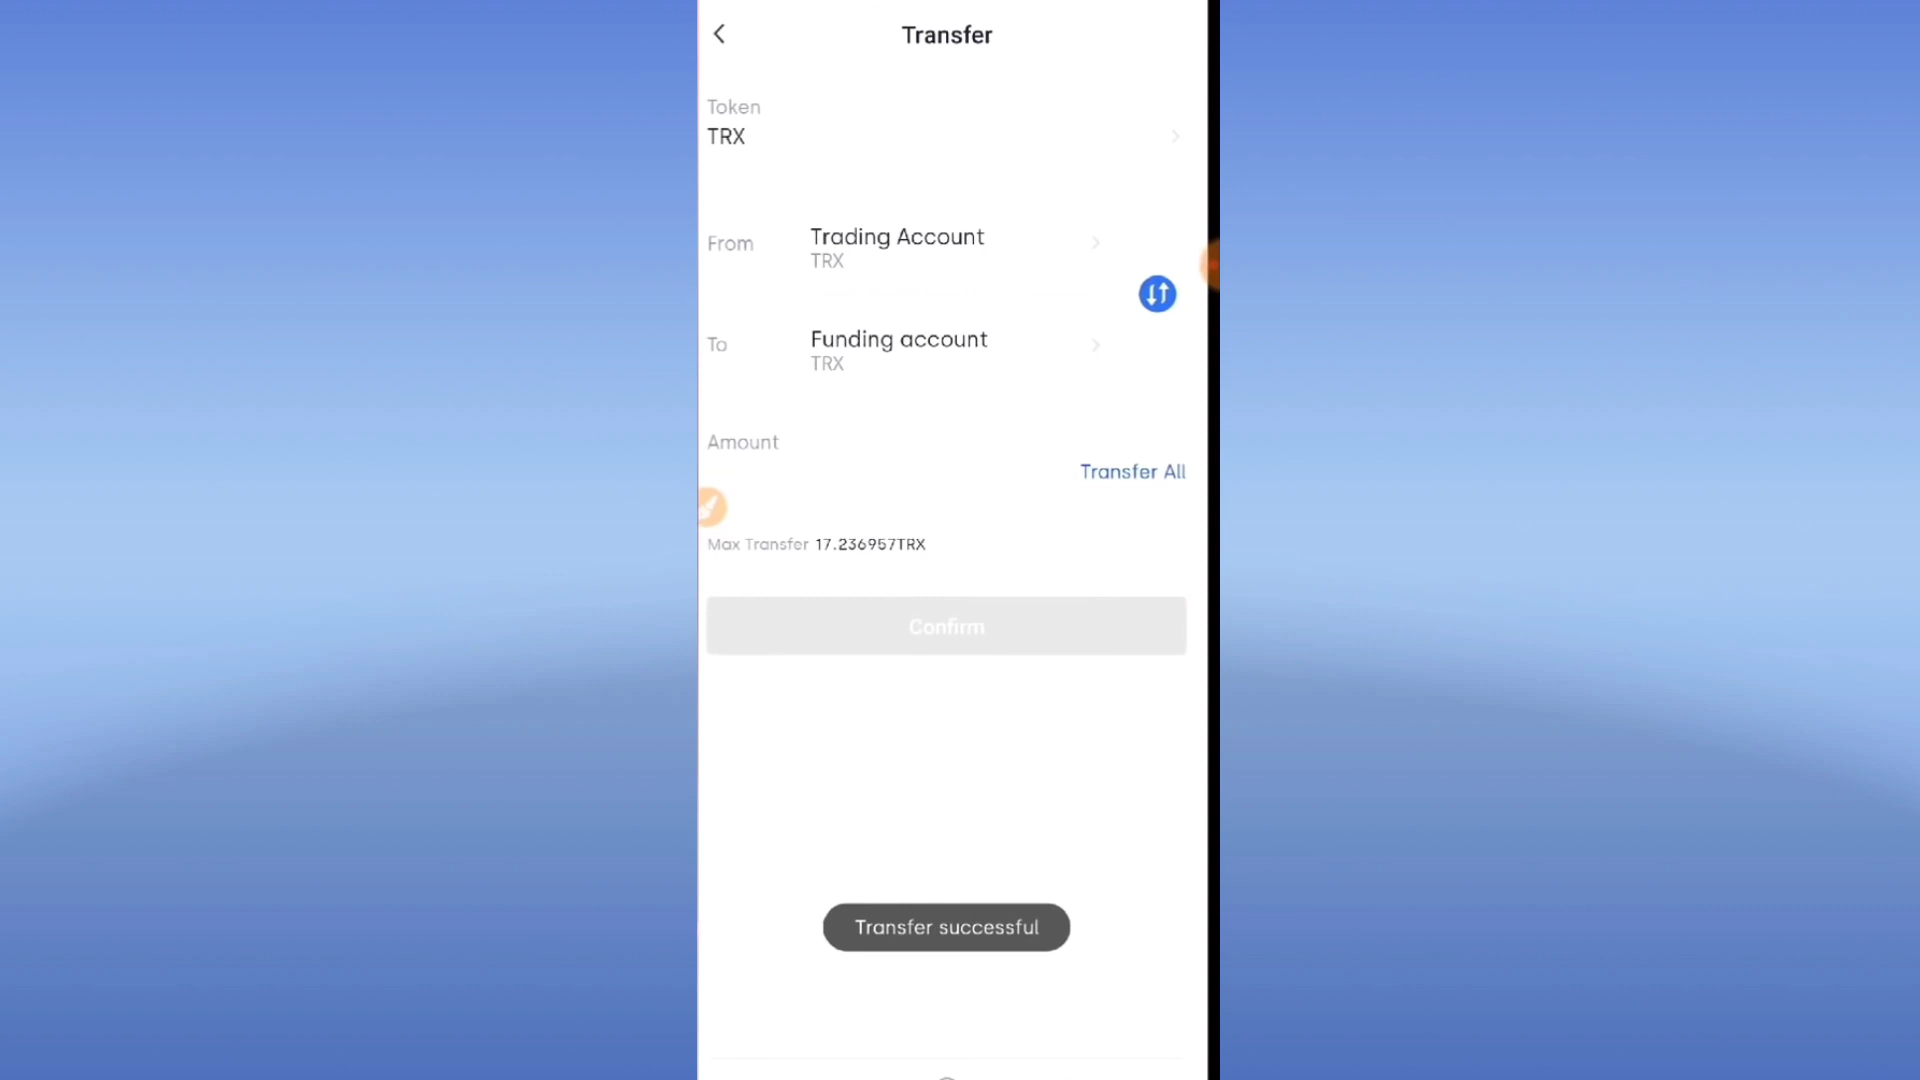 Transfer
Token
TRX
From
Trading Account
TRX
To
Funding account
TRX
Amount
Transfer All
Max Transfer 17.236957TRX
Confirm
Transfer successful